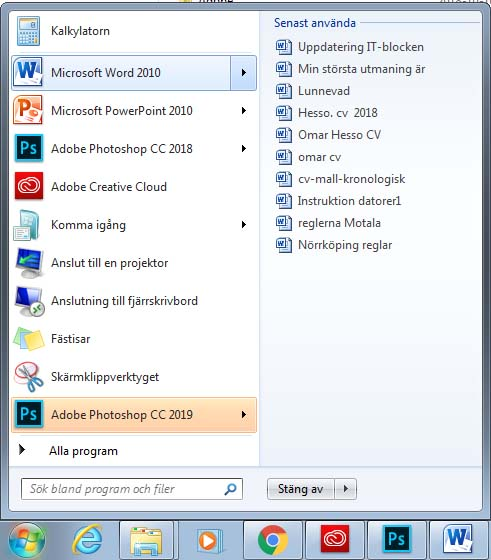 Kalkylatorn
Microsoft Word 2010
Microsoft PowerPoint 2010
Adobe Photoshop CC 2018
Adobe Creative Cloud
Komma igång
Anslut till en projektor
Anslutning till fjärrskrivbord
Fästisar
Skärmklippverktyget
Adobe Photoshop CC 2019
Alla program
Sök bland program och filer
Stäng av
Senast använda
Uppdatering IT-blocken
Min största utmaning är
Lunnevad
Hesso. cv 2018
Omar Hesso CV
omar cv
cv-mall-kronologisk
Instruktion datorer1
reglerna Motala
Nörrköping reglar